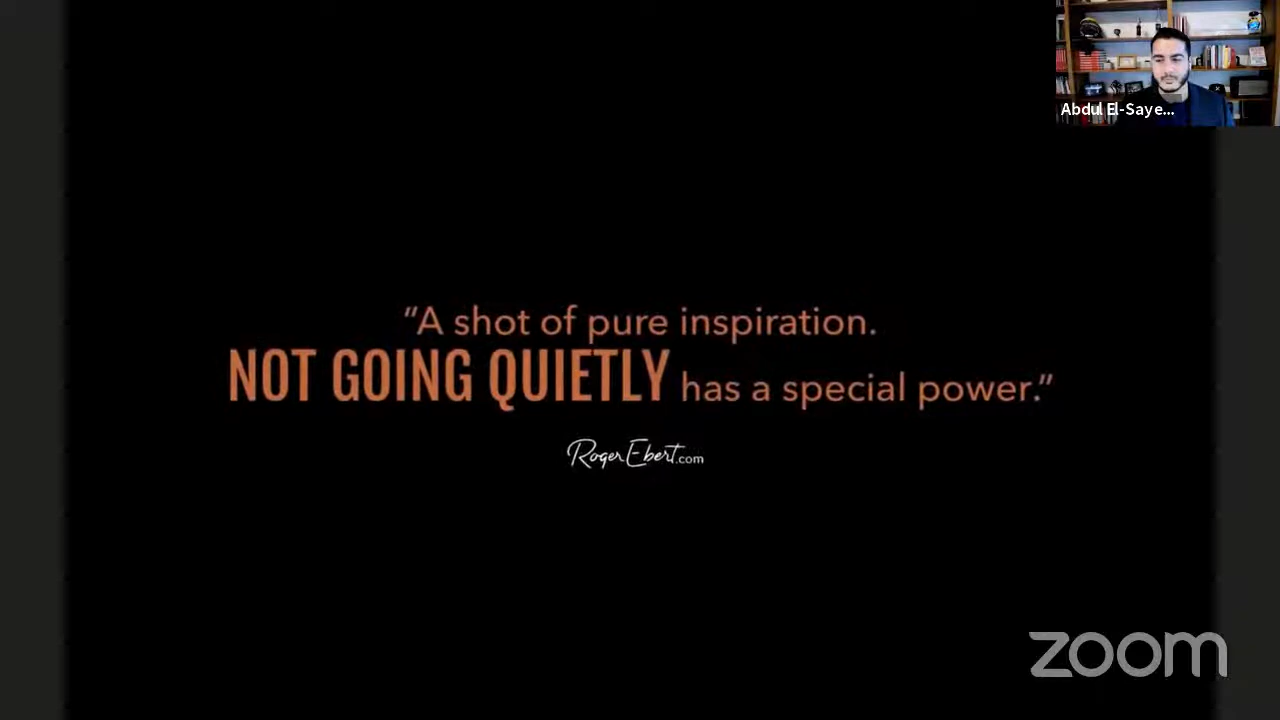 Abdul El-Saye...
“A shot of pure inspiration.
NOT GOING QUIETLY has a special power.”
RogerEbert.com
zoom